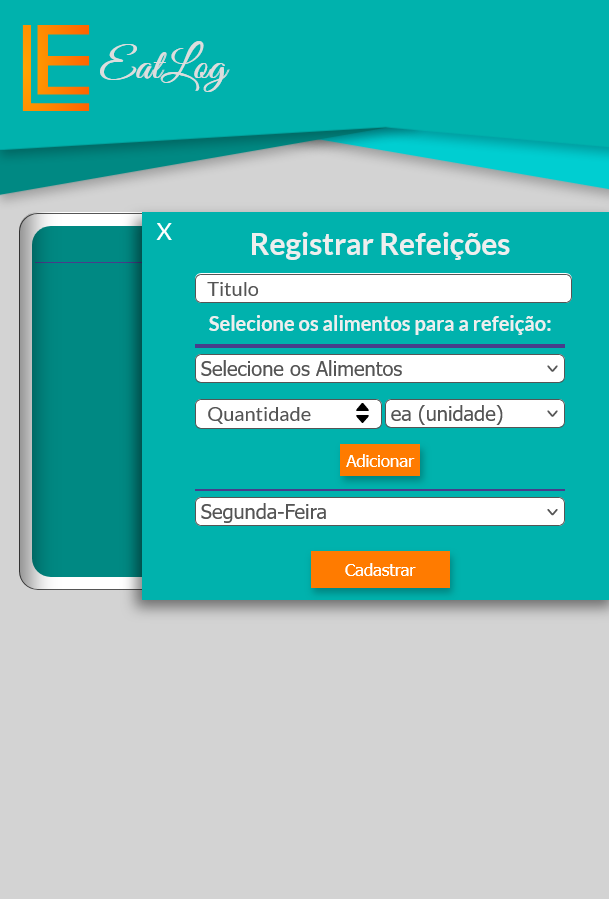 EatLog
X
Registrar Refeições
Titulo
Selecione os alimentos para a refeição:
Selecione os Alimentos
Quantidade ea (unidade)
Adicionar
Segunda-Feira
Cadastrar